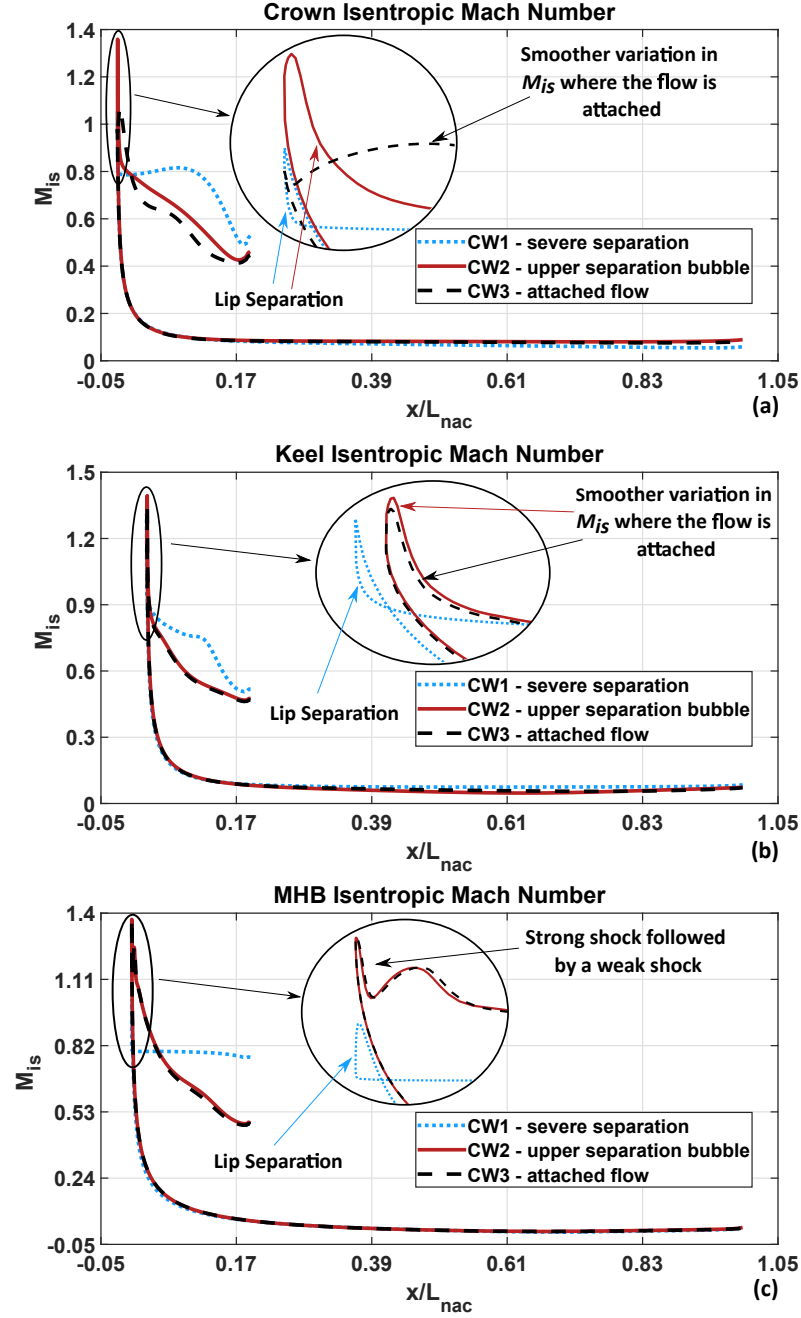 Crown Isentropic Mach Number
1.4
1.2
1
0.8
0.6
0.4
0.2
0
M_is
Smoother variation in
M_is where the flow is
attached
Lip Separation
CW1 - severe separation
CW2 - upper separation bubble
CW3 - attached flow
-0.05 0.17 0.39 0.61 0.83 1.05
x/L_nac
(a)
Keel Isentropic Mach Number
1.5
1.2
0.9
0.6
0.3
0
M_is
Smoother variation in
M_is where the flow is
attached
Lip Separation
CW1 - severe separation
CW2 - upper separation bubble
CW3 - attached flow
-0.05 0.17 0.39 0.61 0.83 1.05
x/L_nac
(b)
MHB Isentropic Mach Number
1.4
1.11
0.82
0.53
0.24
-0.05
M_is
Strong shock followed
by a weak shock
Lip Separation
CW1 - severe separation
CW2 - upper separation bubble
CW3 - attached flow
-0.05 0.17 0.39 0.61 0.83 1.05
x/L_nac
(c)